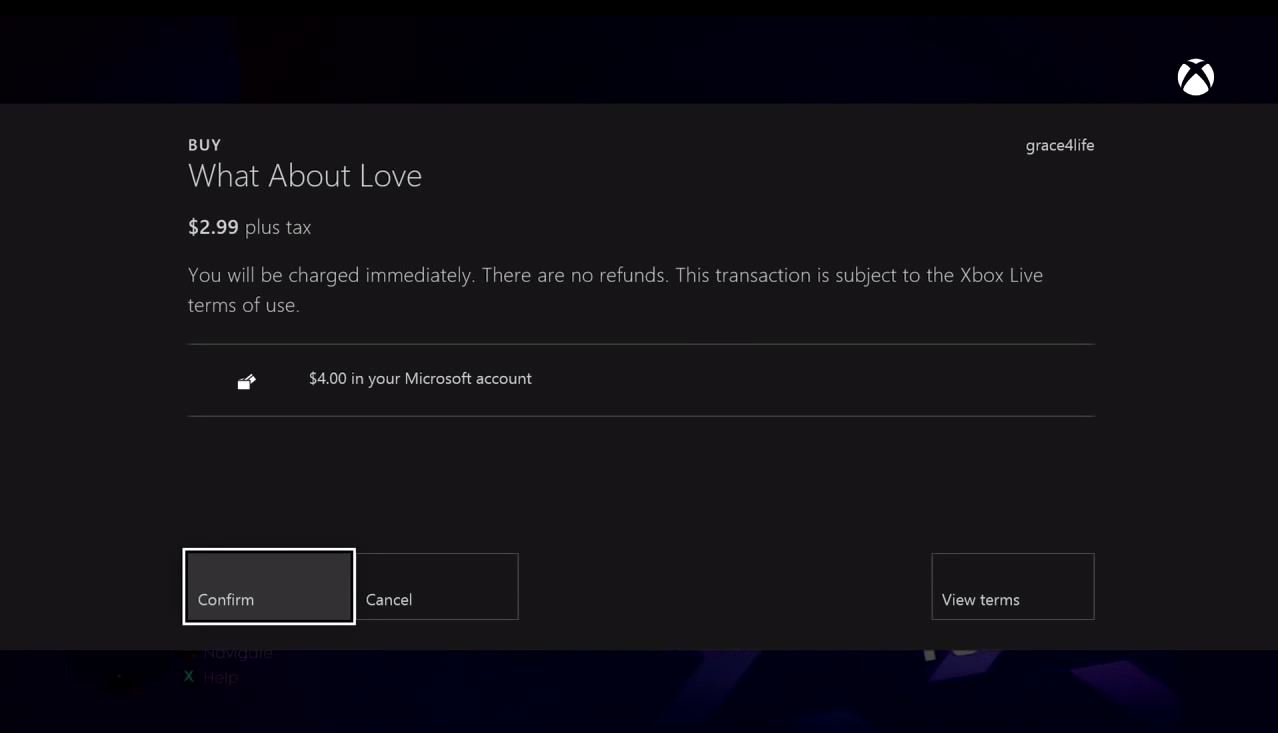 BUY
grace4life
What About Love
$2.99 plus tax
You will be charged immediately. There are no refunds. This transaction is subject to the Xbox Live
terms of use.
$4.00 in your Microsoft account
Confirm
Cancel
View terms
Navigate
X Help